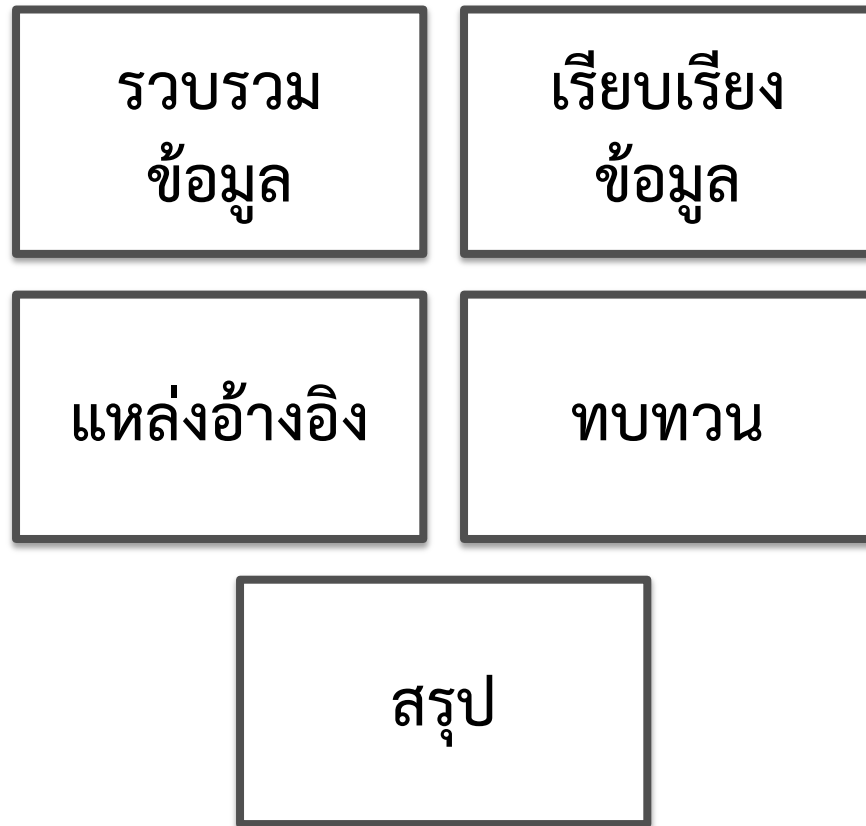 รวบรวม
ข้อมูล
เรียบเรียง
ข้อมูล
แหล่งอ้างอิง
ทบทวน
สรุป